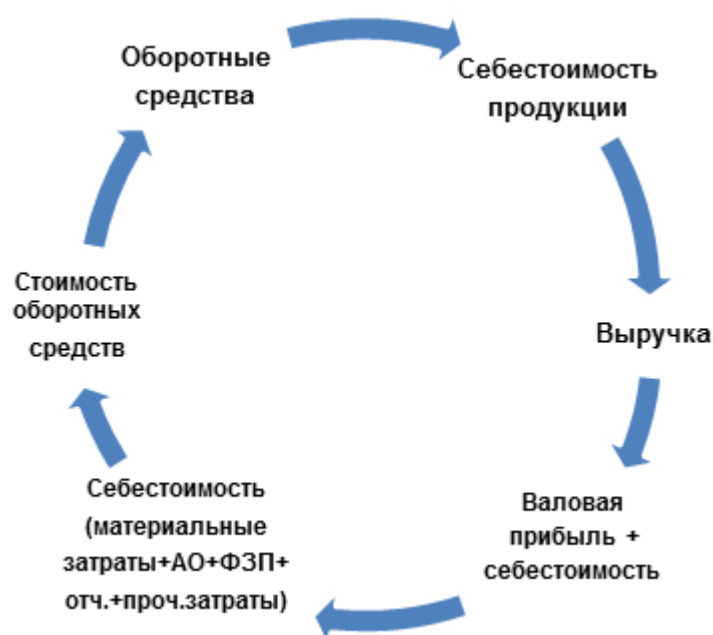 Оборотные
средства
Себестоимость
продукции
Выручка
Валовая
прибыль +
себестоимость
Себестоимость
(материальные
затраты+АО+ФЗП+
отч.+проч.затраты)
Стоимость
оборотных
средств